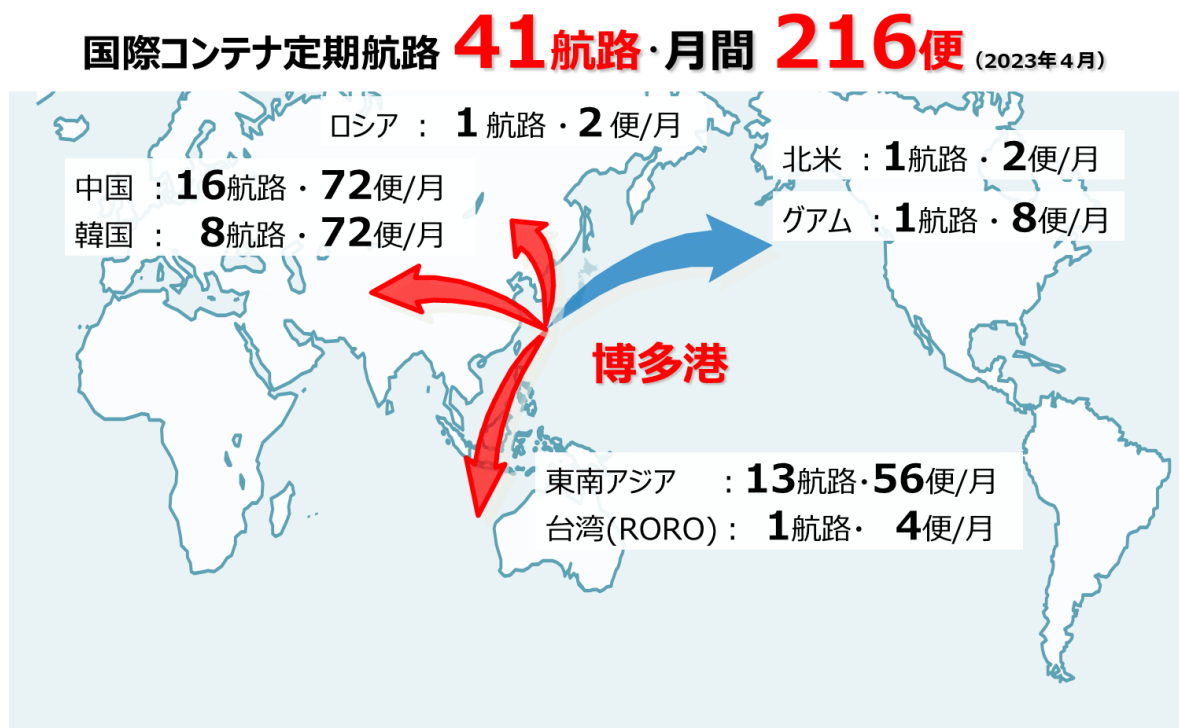 国際コンテナ定期航路 41航路・月間 216便 (2023年4月)
ロシア : 1航路・2便/月
北米 : 1航路・2便/月
グアム : 1航路・8便/月
中国 : 16航路・72便/月
韓国 : 8航路・72便/月
博多港
東南アジア : 13航路・56便/月
台湾(RORO) : 1航路・ 4便/月